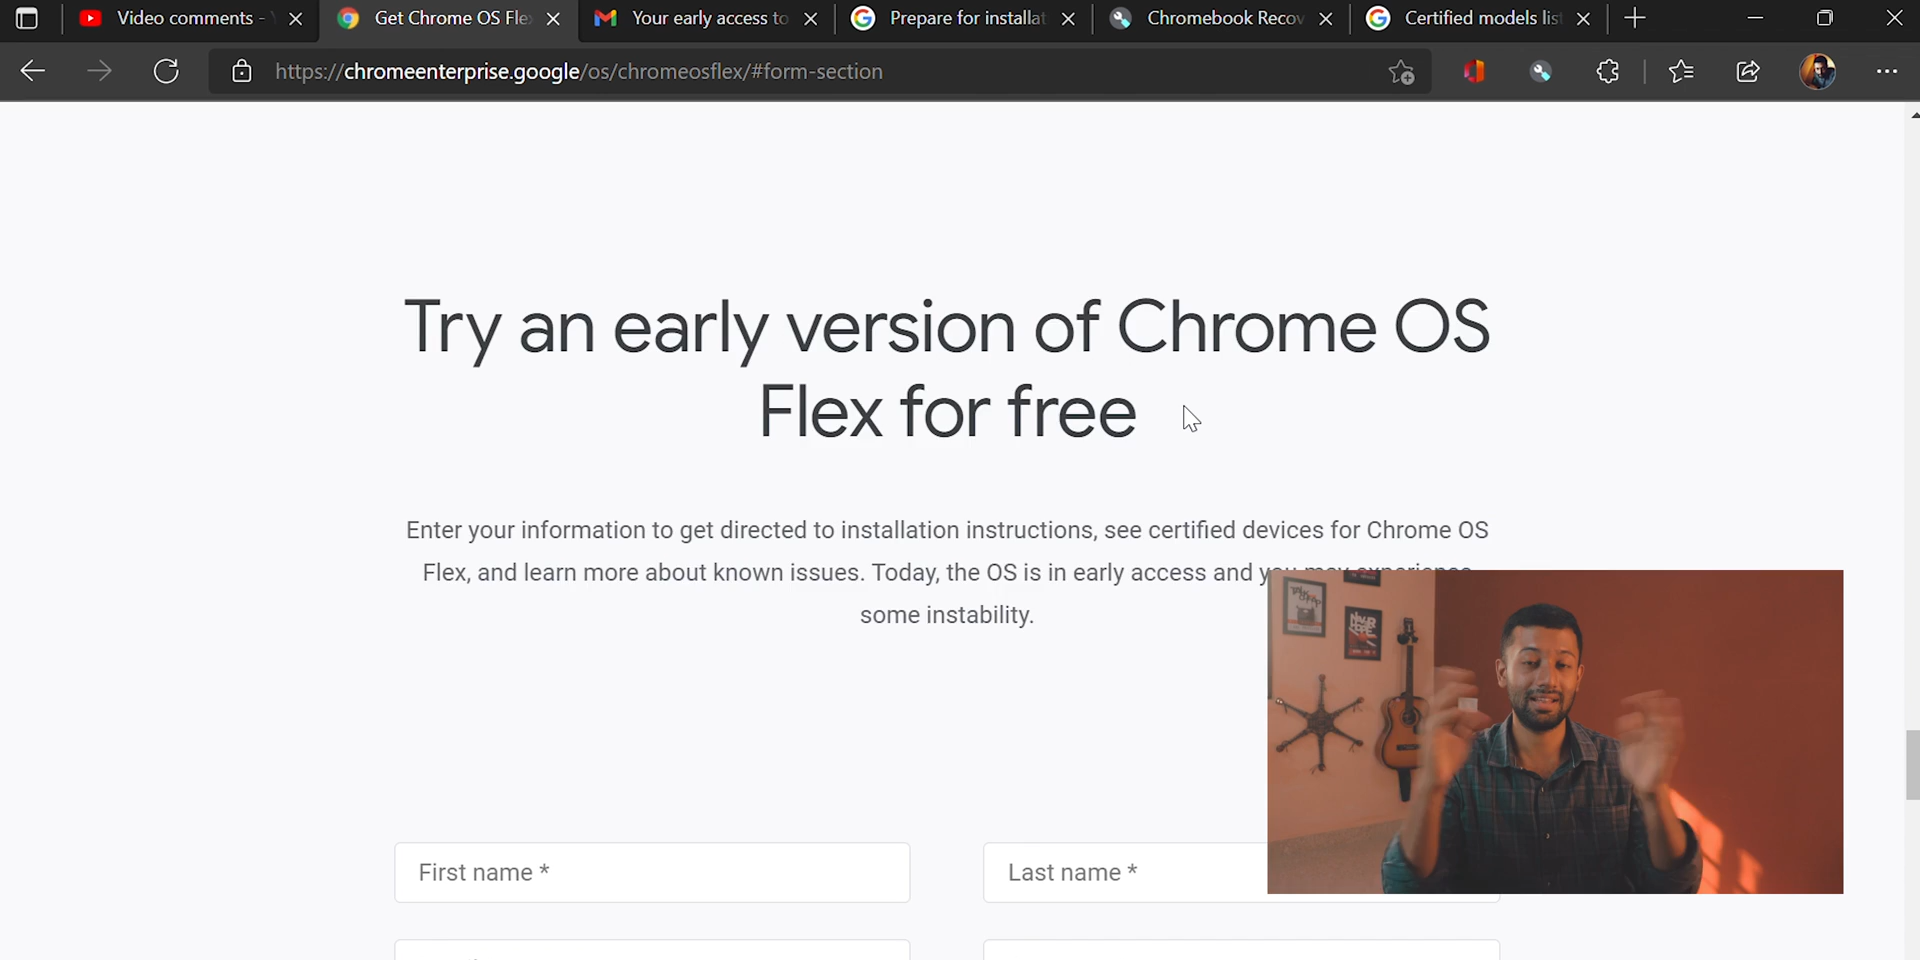 Video comments -
Get Chrome OS Fle
Your early access to
Prepare for installat
Chromebook Recov
Certified models lis
https://chromeenterprise.google/os/chromeosflex/#form-section
Try an early version of Chrome OS
Flex for free
Enter your information to get directed to installation instructions, see certified devices for Chrome OS
Flex, and learn more about known issues. Today, the OS is in early access and you may experience
some instability.
First name *
Last name *